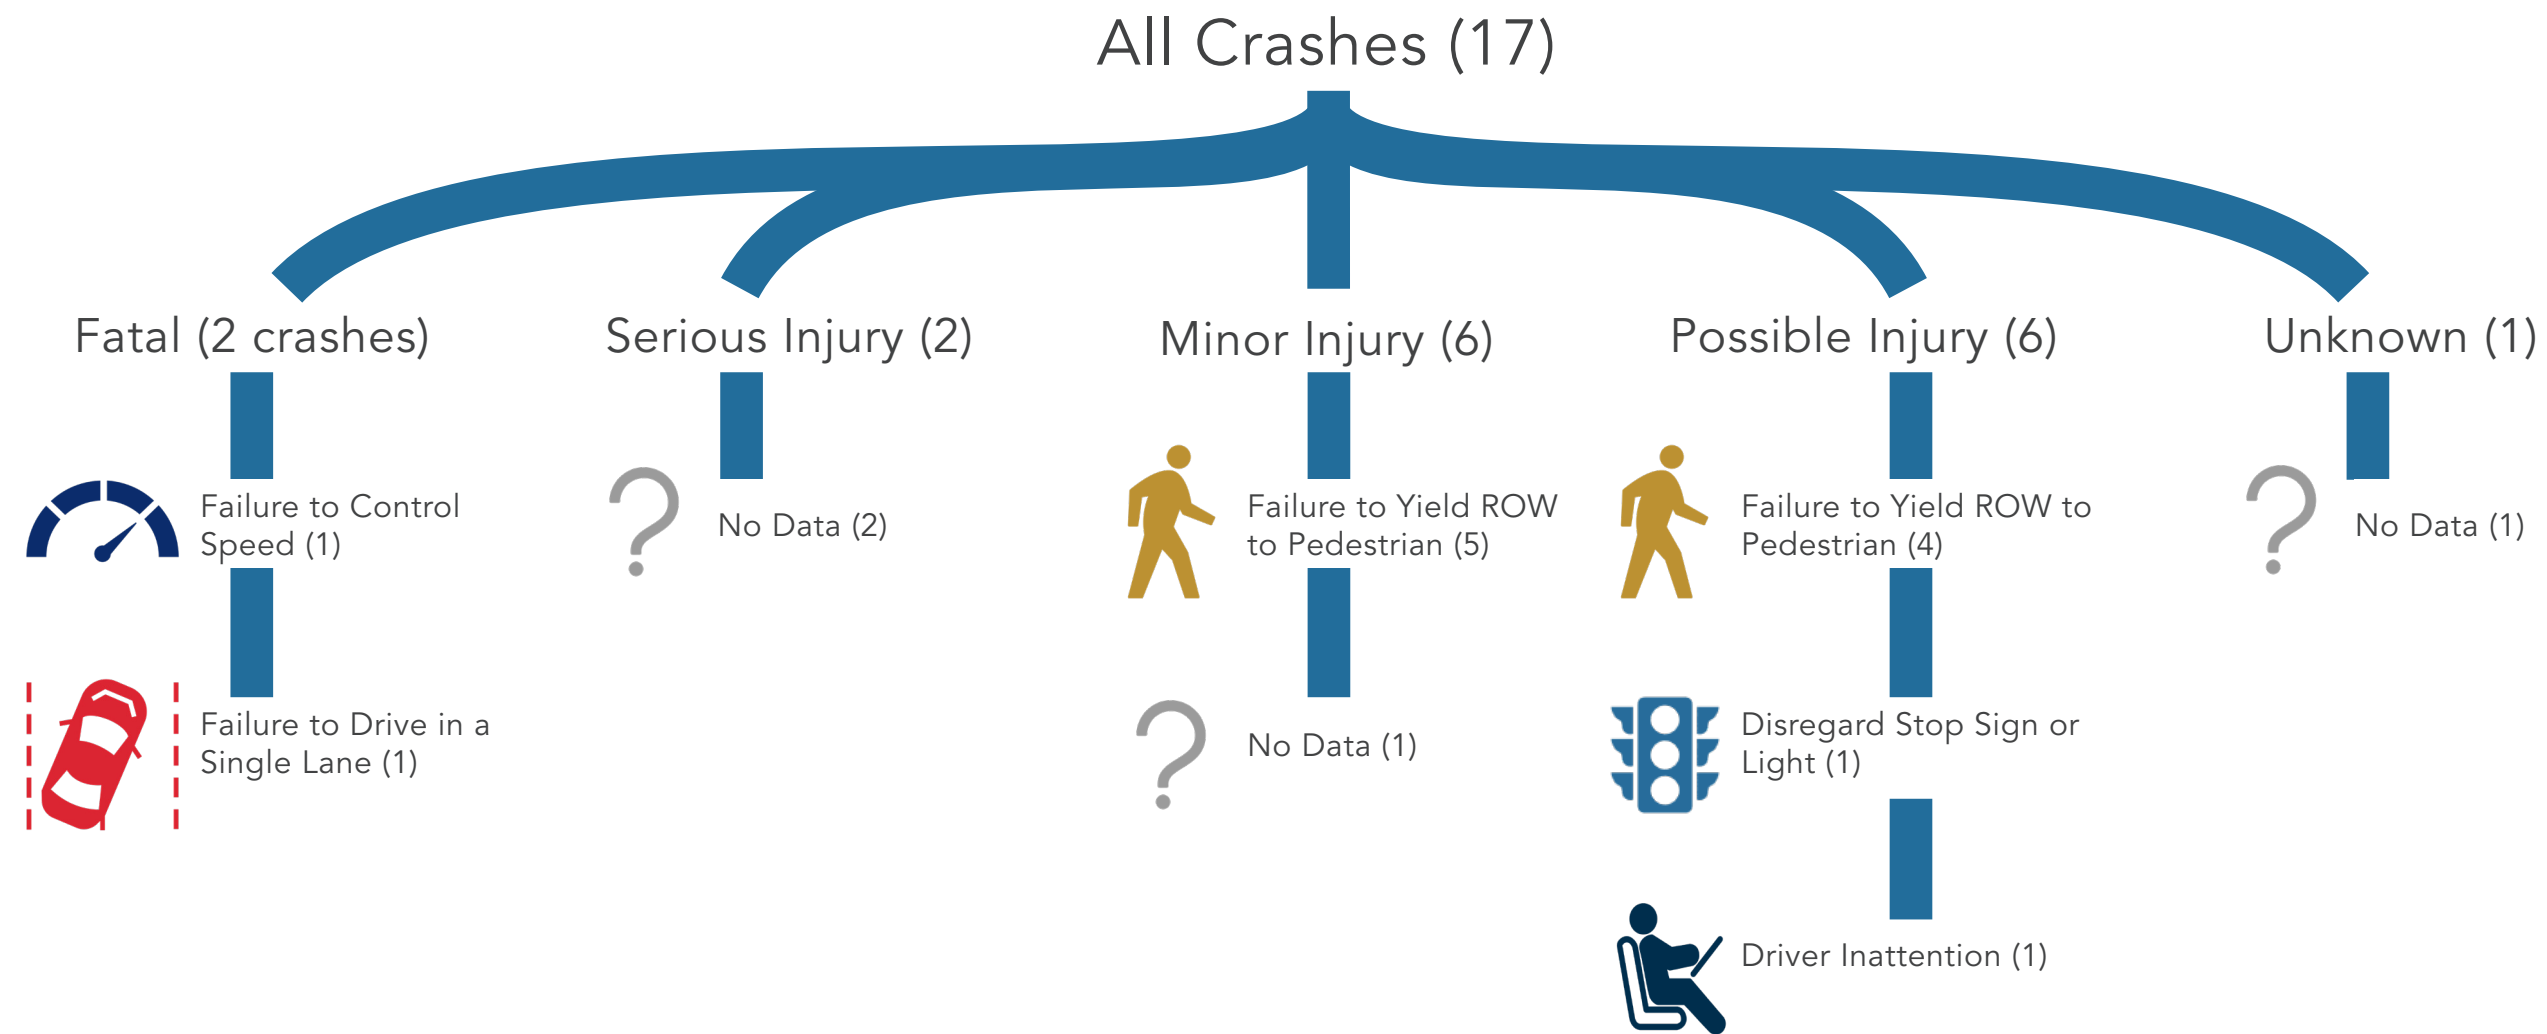 All Crashes (17)
Fatal (2 crashes)
Serious Injury (2)
Minor Injury (6)
Possible Injury (6)
Unknown (1)
Failure to Control
Speed (1)
No Data (2)
Failure to Yield ROW
to Pedestrian (5)
Failure to Yield ROW to
Pedestrian (4)
No Data (1)
Failure to Drive in a
Single Lane (1)
No Data (1)
Disregard Stop Sign or
Light (1)
Driver Inattention (1)